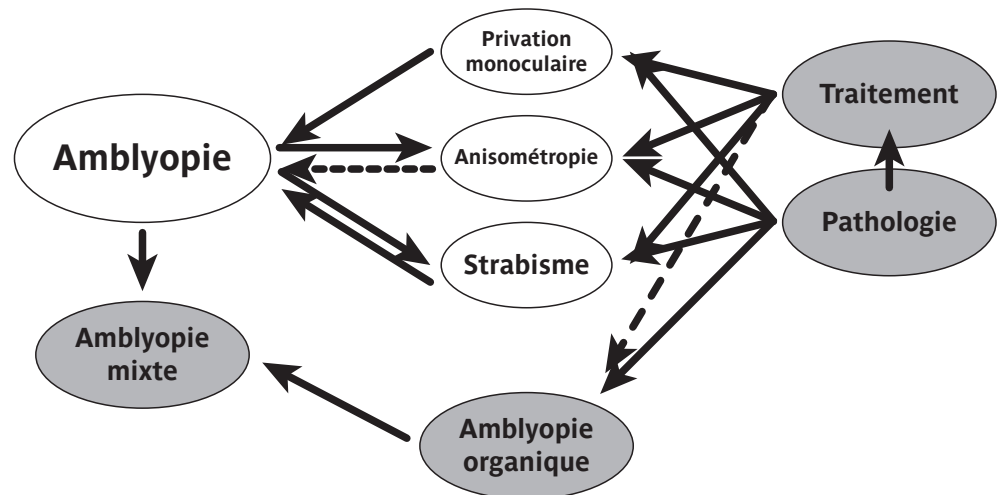 Privation
monoculaire
Traitement
Amblyopie
Anisométropie
Pathologie
Strabisme
Amblyopie
mixte
Amblyopie
organique